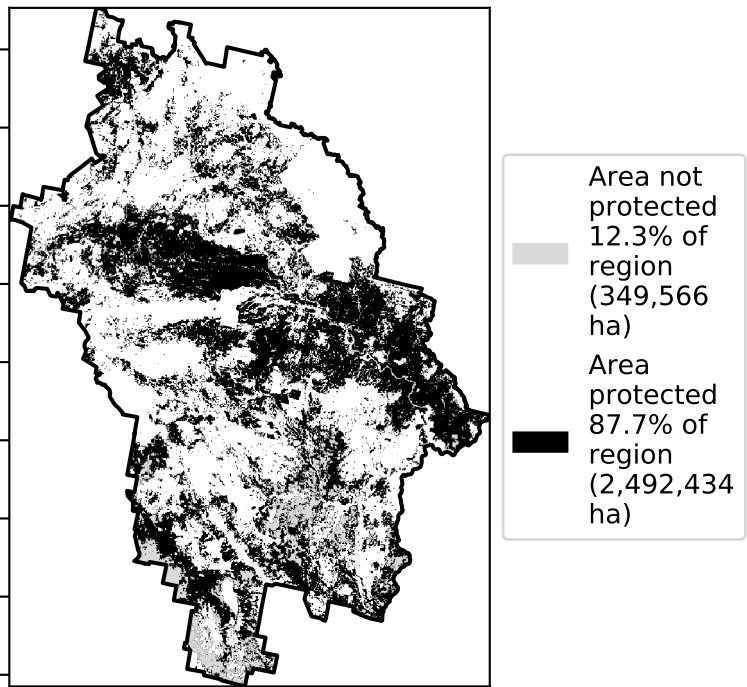 Area not
protected
12.3% of
region
(349,566
ha)
Area
protected
87.7% of
region
(2,492,434
ha)